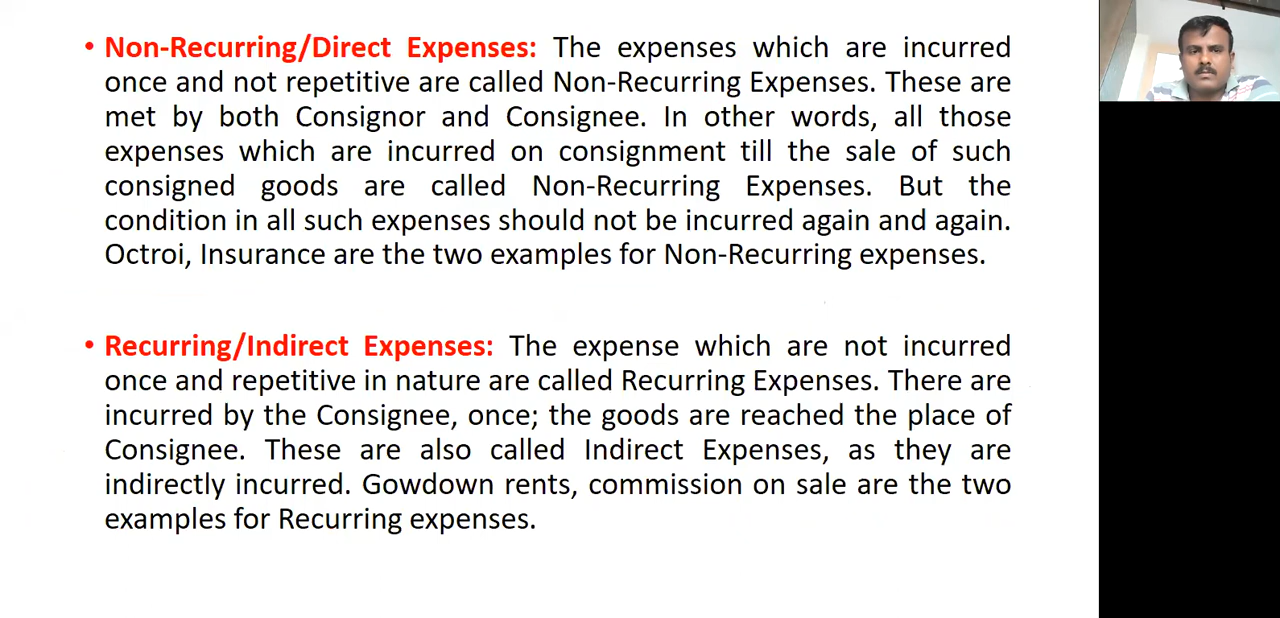 • Non-Recurring/Direct Expenses: The expenses which are incurred
once and not repetitive are called Non-Recurring Expenses. These are
met by both Consignor and Consignee. In other words, all those
expenses which are incurred on consignment till the sale of such
consigned goods are called Non-Recurring Expenses. But the
condition in all such expenses should not be incurred again and again.
Octroi, Insurance are the two examples for Non-Recurring expenses.
• Recurring/Indirect Expenses: The expense which are not incurred
once and repetitive in nature are called Recurring Expenses. There are
incurred by the Consignee, once; the goods are reached the place of
Consignee. These are also called Indirect Expenses, as they are
indirectly incurred. Gowdown rents, commission on sale are the two
examples for Recurring expenses.